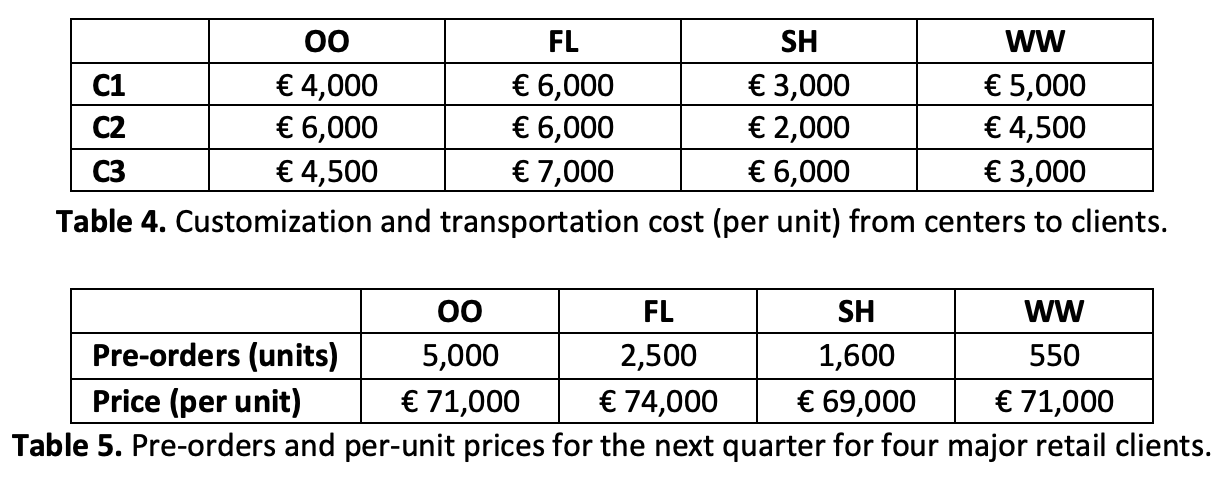 OO FL SH WW
C1 € 4,000 € 6,000 € 3,000 € 5,000
C2 € 6,000 € 6,000 € 2,000 € 4,500
C3 € 4,500 € 7,000 € 6,000 € 3,000
Table 4. Customization and transportation cost (per unit) from centers to clients.
OO FL SH WW
Pre-orders (units) 5,000 2,500 1,600 550
Price (per unit) € 71,000 € 74,000 € 69,000 € 71,000
Table 5. Pre-orders and per-unit prices for the next quarter for four major retail clients.